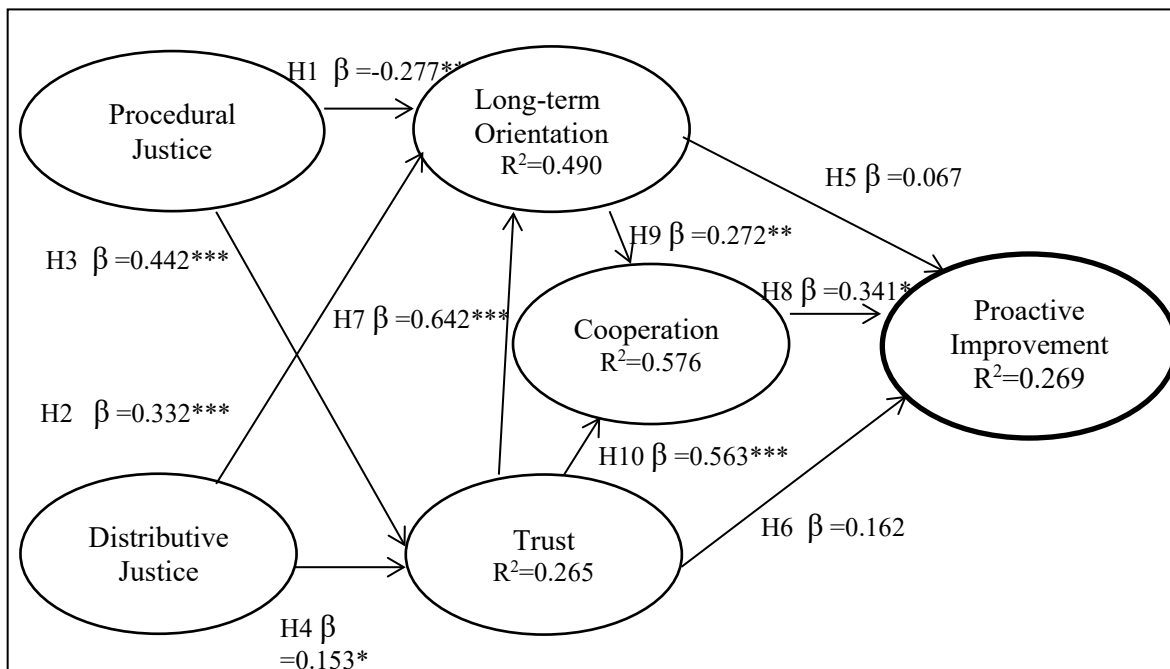 H1 β =-0.277**
Procedural
Justice
Long-term
Orientation
R²=0.490
H5 β =0.067
H3 β =0.442***
H9 β =0.272**
H7 β =0.642***
H8 β =0.341*
Cooperation
R²=0.576
Proactive
Improvement
R²=0.269
H2 β =0.332***
H10 β =0.563***
Distributive
Justice
Trust
R²=0.265
H6 β =0.162
H4 β
=0.153*